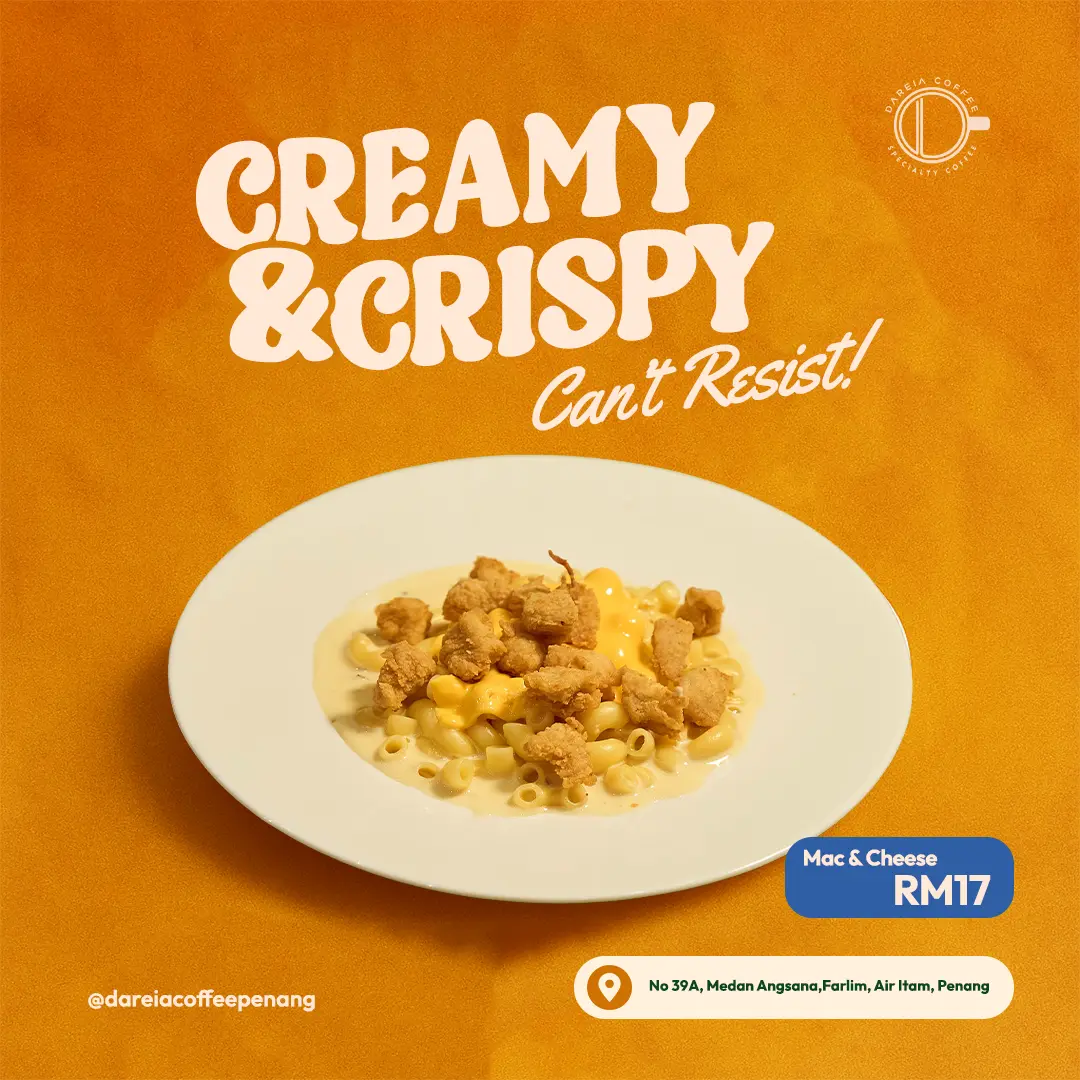 DAREIA COFFEE
SPECIALTY COFFEE
CREAMY
&CRISPY
Can't Resist!
Mac & Cheese
RM17
@dareiacoffeepenang
No 39A, Medan Angsana,Farlim, Air Itam, Penang